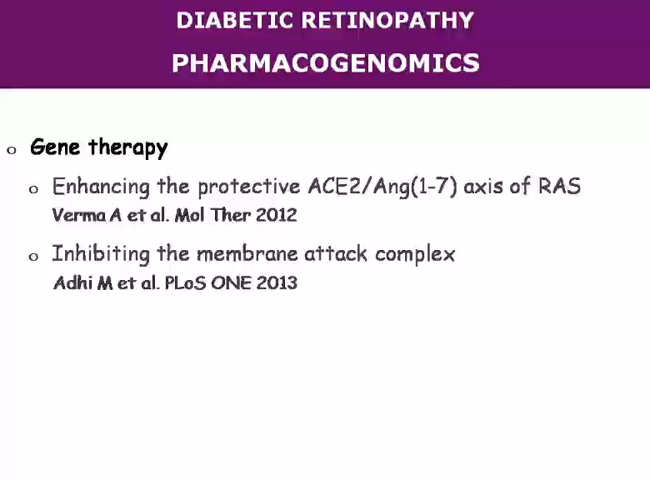 DIABETIC RETINOPATHY
PHARMACOGENOMICS
o Gene therapy
o Enhancing the protective ACE2/Ang(1-7) axis of RAS
Verma A et al. Mol Ther 2012
o Inhibiting the membrane attack complex
Adhi M et al. PLoS ONE 2013